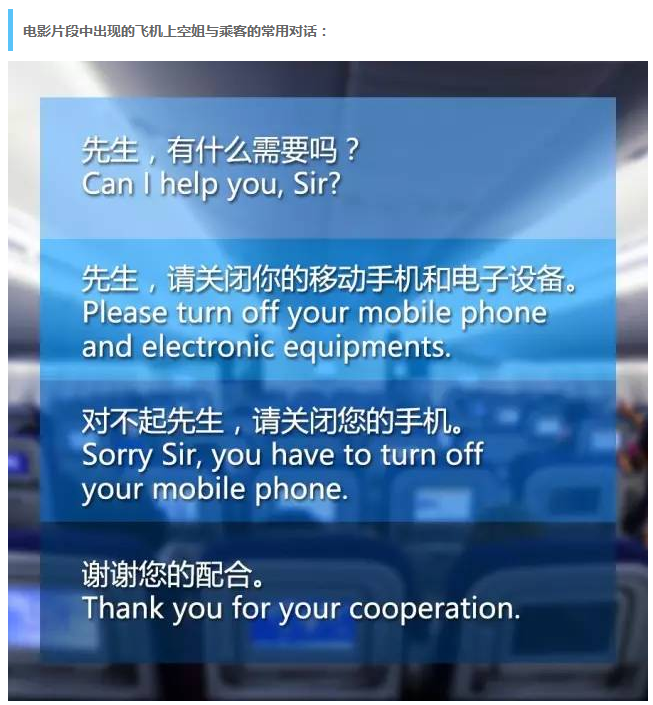 电影片段中出现的飞机上空姐与乘客的常用对话：
先生，有什么需要吗？
Can I help you, Sir?
先生，请关闭你的移动手机和电子设备。
Please turn off your mobile phone
and electronic equipments.
对不起先生，请关闭您的手机。
Sorry Sir, you have to turn off
your mobile phone.
谢谢您的配合。
Thank you for your cooperation.